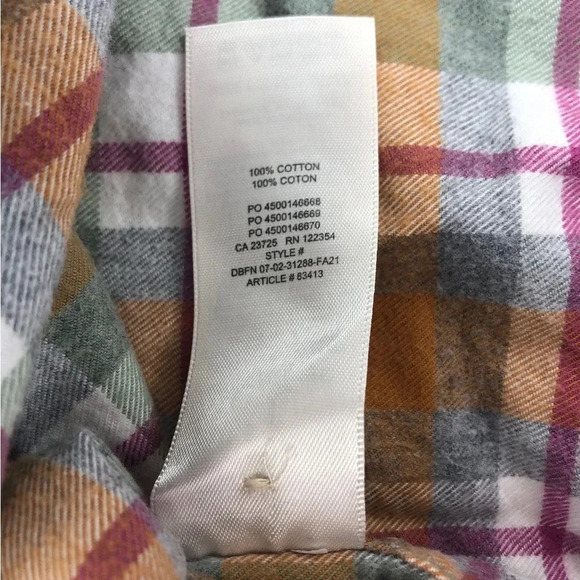 100% COTTON
100% COTON
PO 4500146668
PO 4500146669
PO 4500146670
CA 23725 RN 122354
STYLE #
DBFN 07-02-31288-FA21
ARTICLE # 83413